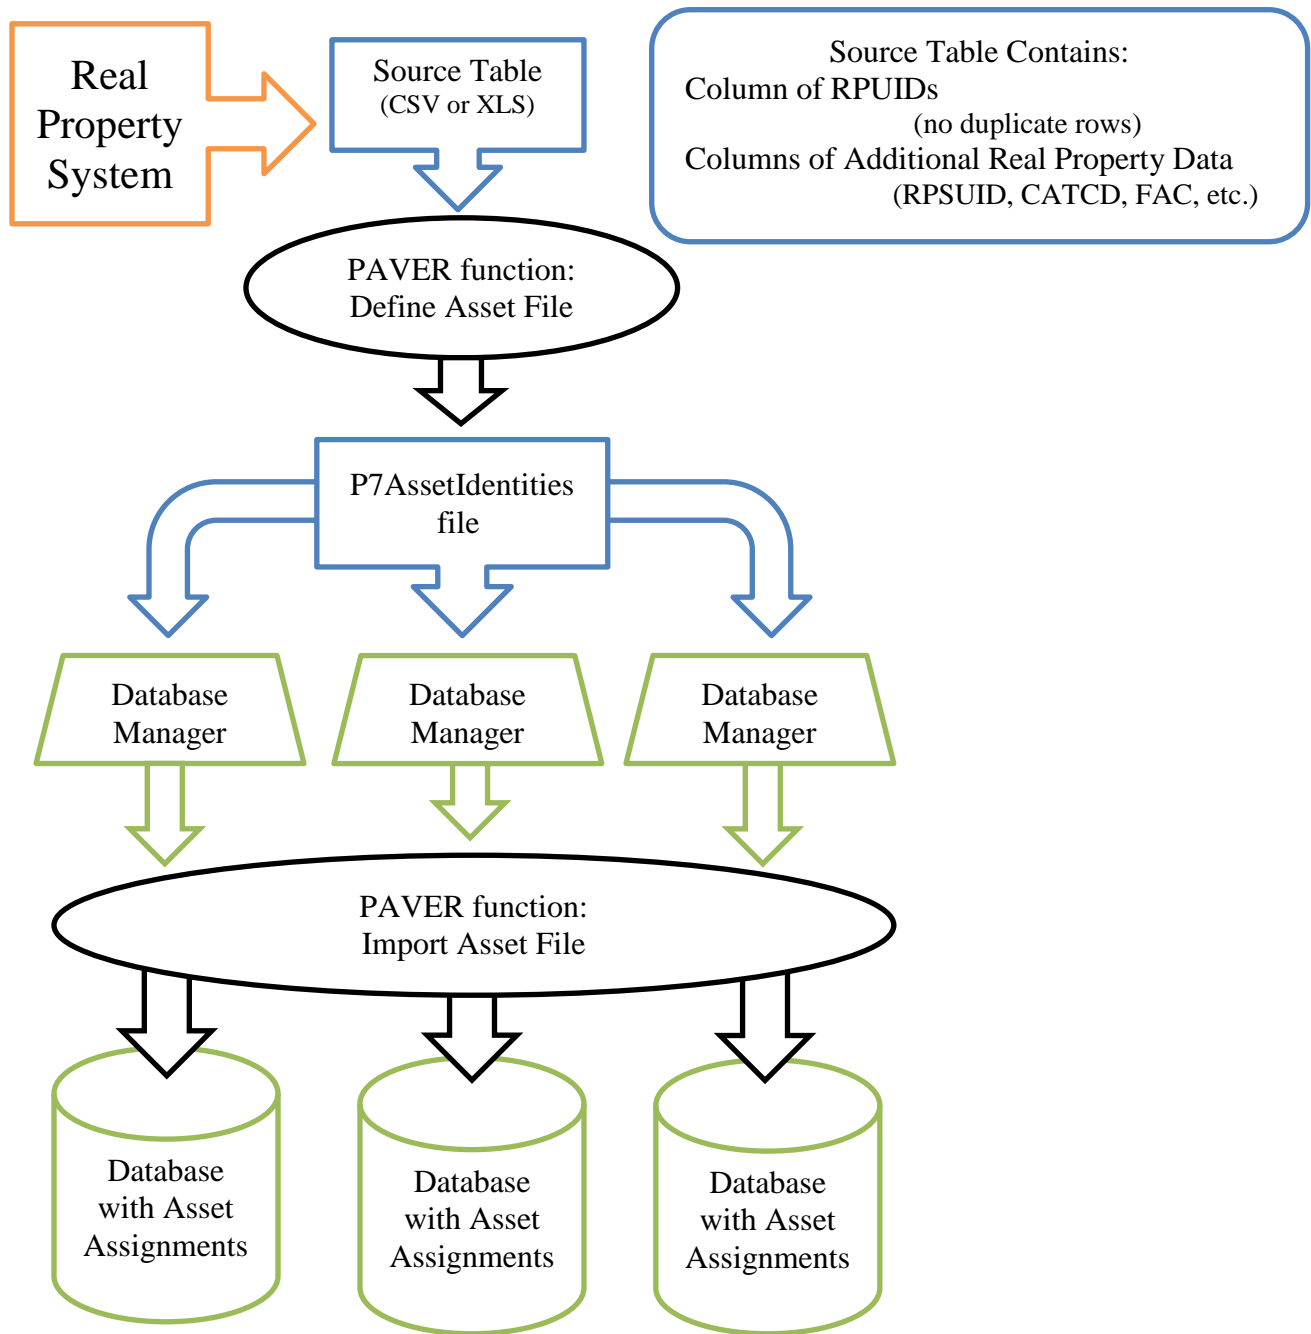 Real
Property
System
Source Table
(CSV or XLS)
Source Table Contains:
Column of RPUIDs
(no duplicate rows)
Columns of Additional Real Property Data
(RPSUID, CATCD, FAC, etc.)
PAVER function:
Define Asset File
P7AssetIdentities
file
Database
Manager
Database
Manager
Database
Manager
PAVER function:
Import Asset File
Database
with Asset
Assignments
Database
with Asset
Assignments
Database
with Asset
Assignments